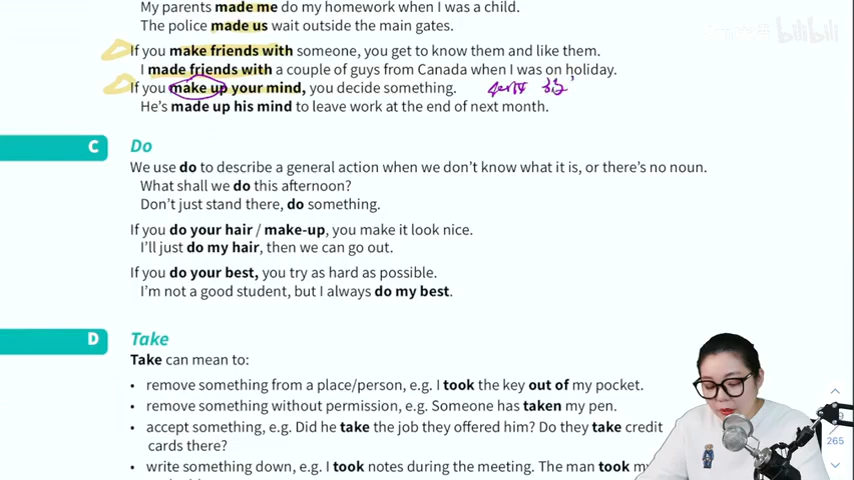 My parents made me do my homework when I was a child.
The police made us wait outside the main gates.
If you make friends with someone, you get to know them and like them.
I made friends with a couple of guys from Canada when I was on holiday.
If you make up your mind, you decide something.
He's made up his mind to leave work at the end of next month.
C Do
We use do to describe a general action when we don't know what it is, or there's no noun.
What shall we do this afternoon?
Don't just stand there, do something.
If you do your hair / make-up, you make it look nice.
I'll just do my hair, then we can go out.
If you do your best, you try as hard as possible.
I'm not a good student, but I always do my best.
D Take
Take can mean to:
• remove something from a place/person, e.g. I took the key out of my pocket.
• remove something without permission, e.g. Someone has taken my pen.
• accept something, e.g. Did he take the job they offered him? Do they take credit
cards there?
• write something down, e.g. I took notes during the meeting. The man took
bilibili
265